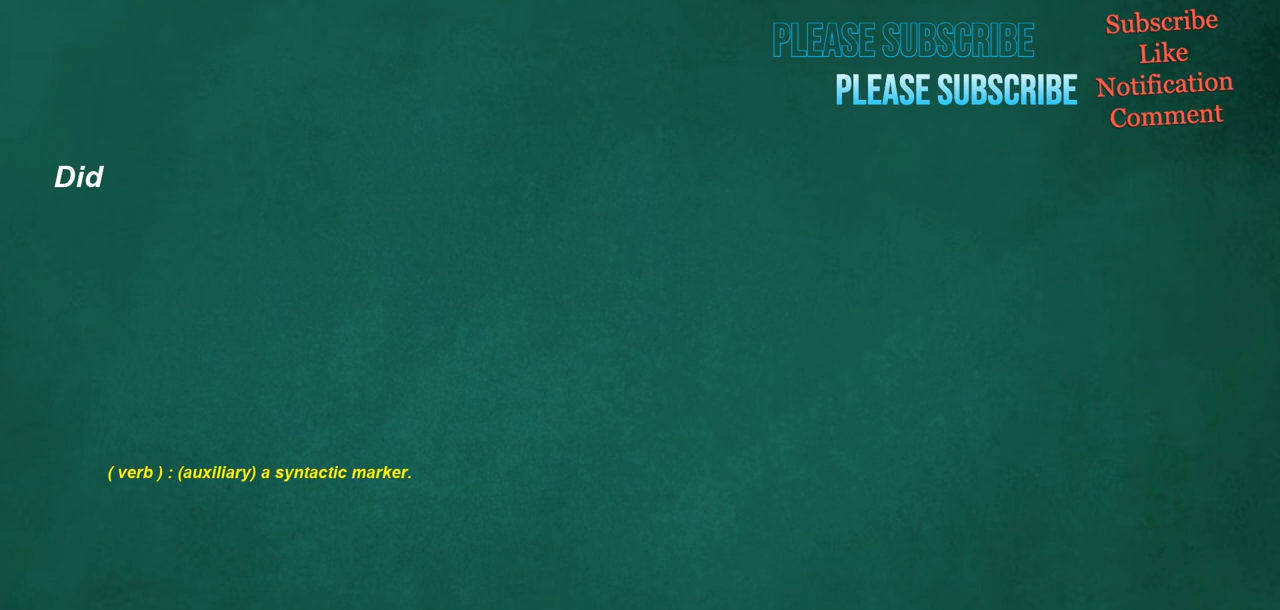 PLEASE SUBSCRIBE
PLEASE SUBSCRIBE
Subscribe
Like
Notification
Comment
Did
( verb ) : (auxiliary) a syntactic marker.